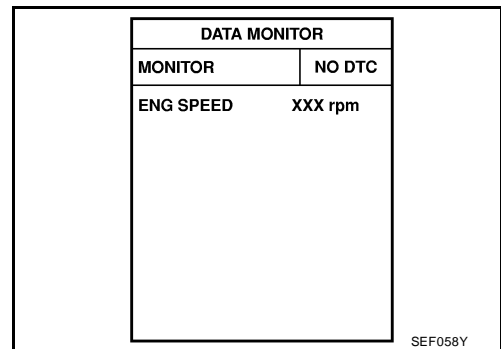 DATA MONITOR
MONITOR NO DTC
ENG SPEED XXX rpm
SEF058Y